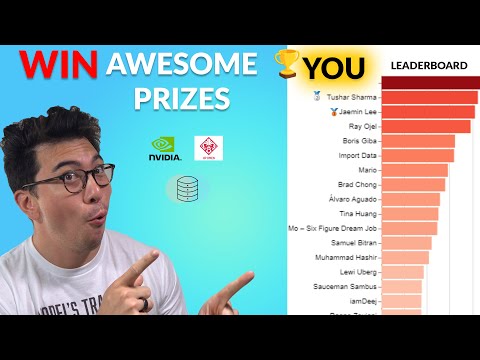 WIN AWESOME
PRIZES
🏆YOU
LEADERBOARD
NVIDIA.
🥈 Tushar Sharma
🥉 Jaemin Lee
Ray Ojel
Boris Giba
Import Data
Mario
Brad Chong
Álvaro Aguado
Tina Huang
Mo – Six Figure Dream Job
Samuel Bitran
Muhammad Hashir
Lewi Uberg
Sauceman Sambus
iamDeej